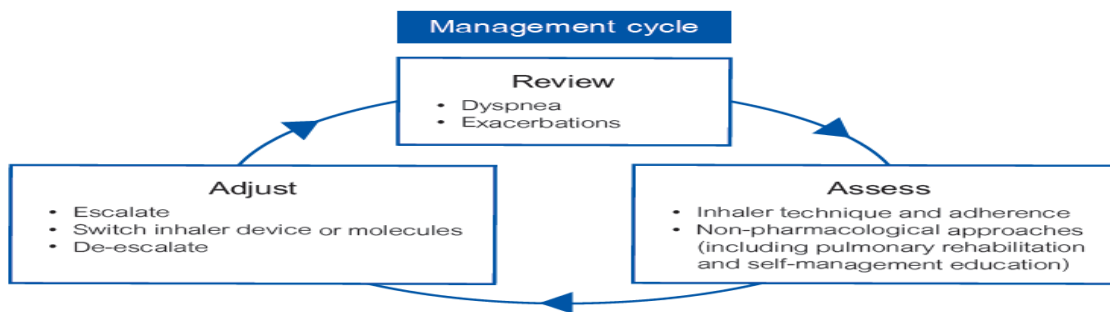 Management cycle
Review
• Dyspnea
• Exacerbations
Adjust
• Escalate
• Switch inhaler device or molecules
• De-escalate
Assess
• Inhaler technique and adherence
• Non-pharmacological approaches
(including pulmonary rehabilitation
and self-management education)